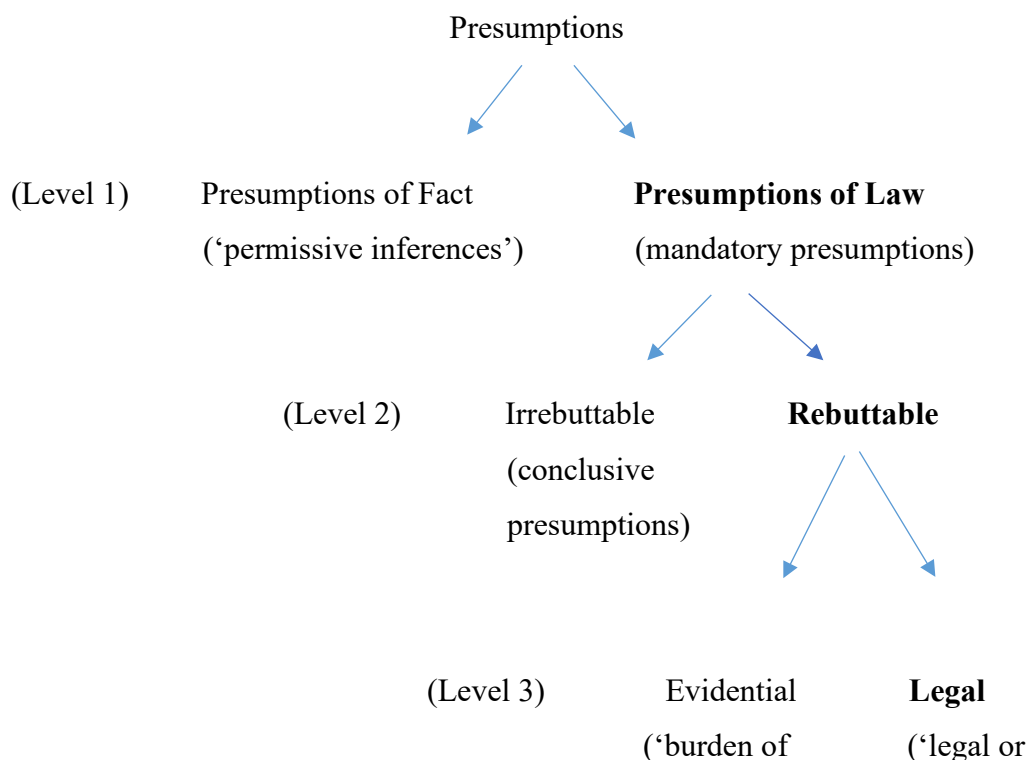 Presumptions
(Level 1) Presumptions of Fact Presumptions of Law
(‘permissive inferences’) (mandatory presumptions)
(Level 2) Irrebuttable Rebuttable
(conclusive
presumptions)
(Level 3) Evidential Legal
(‘burden of (‘legal or